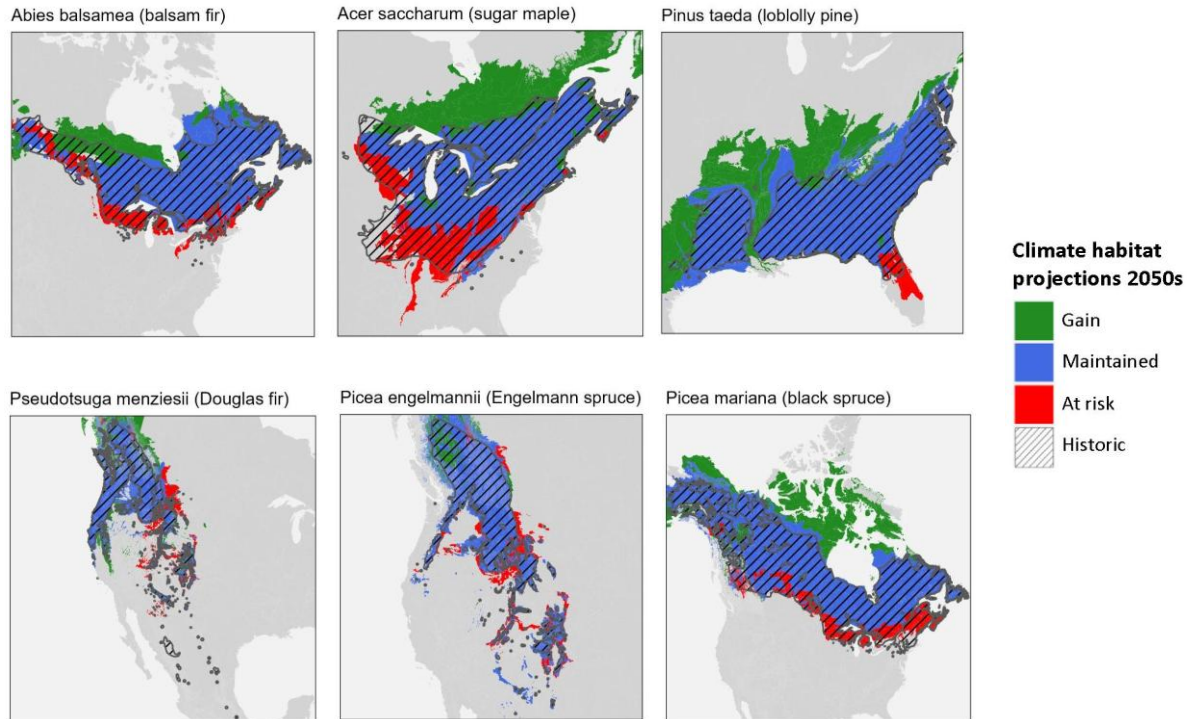 Abies balsamea (balsam fir)
Acer saccharum (sugar maple)
Pinus taeda (loblolly pine)
Climate habitat
projections 2050s
Gain
Maintained
At risk
Historic
Pseudotsuga menziesii (Douglas fir)
Picea engelmannii (Engelmann spruce)
Picea mariana (black spruce)